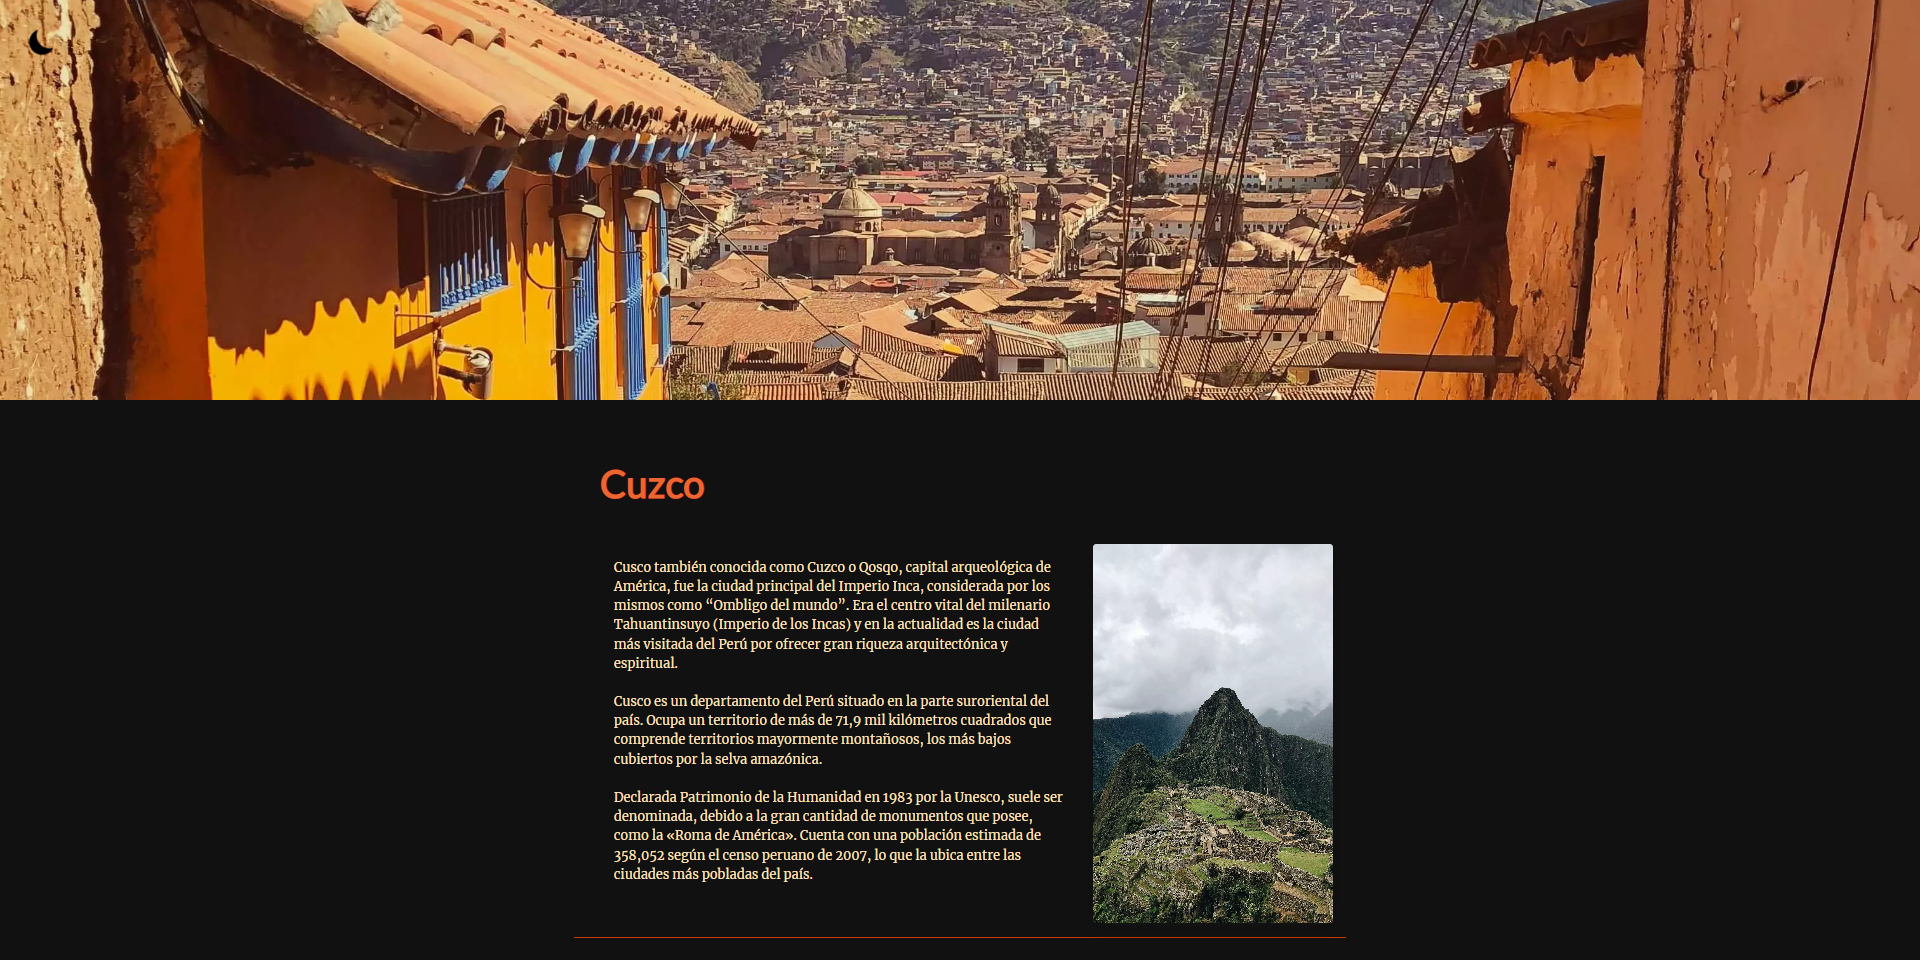 Cuzco
Cusco también conocida como Cuzco o Qosqo, capital arqueológica de
América, fue la ciudad principal del Imperio Inca, considerada por los
mismos como “Ombligo del mundo”. Era el centro vital del milenario
Tahuantinsuyo (Imperio de los Incas) y en la actualidad es la ciudad
más visitada del Perú por ofrecer gran riqueza arquitectónica y
espiritual.
Cusco es un departamento del Perú situado en la parte suroriental del
país. Ocupa un territorio de más de 71,9 mil kilómetros cuadrados que
comprende territorios mayormente montañosos, los más bajos
cubiertos por la selva amazónica.
Declarada Patrimonio de la Humanidad en 1983 por la Unesco, suele ser
denominada, debido a la gran cantidad de monumentos que posee,
como la «Roma de América». Cuenta con una población estimada de
358,052 según el censo peruano de 2007, lo que la ubica entre las
ciudades más pobladas del país.